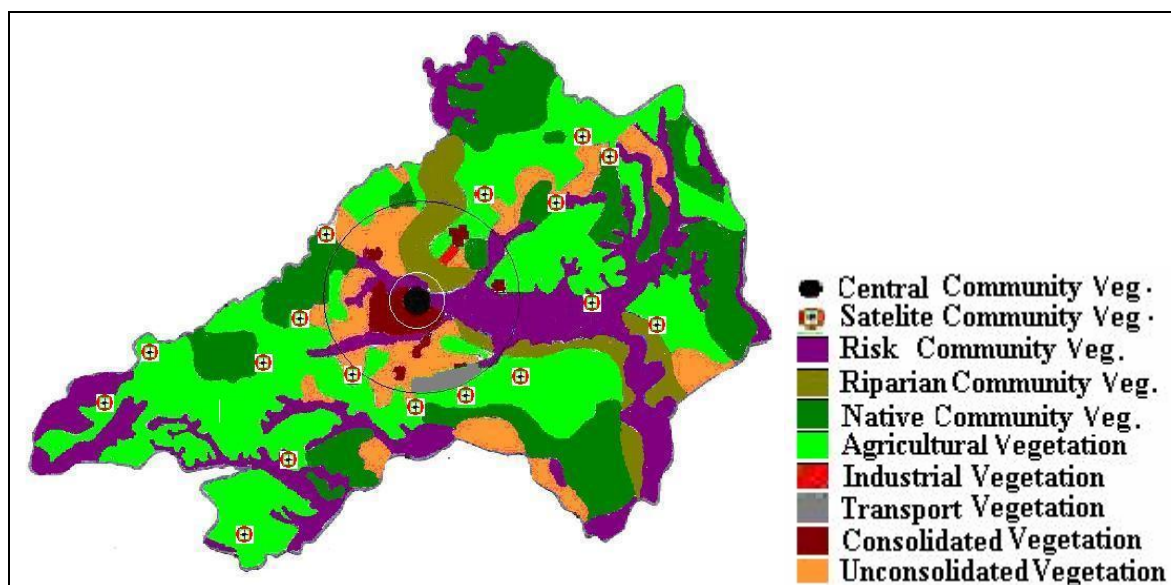 Central Community Veg.
Satelite Community Veg.
Risk Community Veg.
Riparian Community Veg.
Native Community Veg.
Agricultural Vegetation
Industrial Vegetation
Transport Vegetation
Consolidated Vegetation
Unconsolidated Vegetation